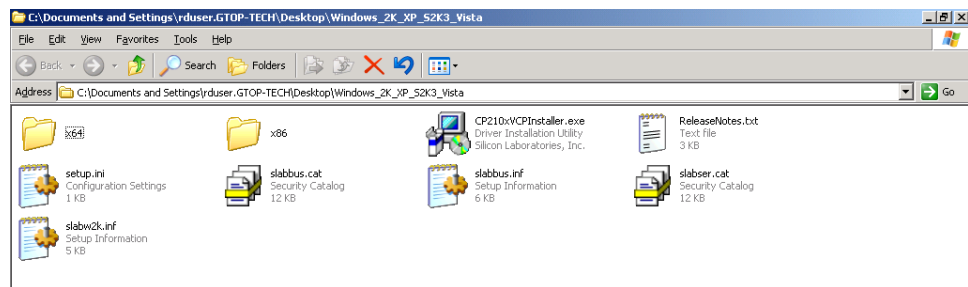 C:\Documents and Settings\rduser.GTOP-TECH\Desktop\Windows_2K_XP_S2K3_Vista
File Edit View Favorites Tools Help
Back Search Folders
Address C:\Documents and Settings\rduser.GTOP-TECH\Desktop\Windows_2K_XP_S2K3_Vista Go
x64
x86
CP210xVCPInstaller.exe
Driver Installation Utility
Silicon Laboratories, Inc.
ReleaseNotes.txt
Text file
3 KB
setup.ini
Configuration Settings
1 KB
slabbus.cat
Security Catalog
12 KB
slabbus.inf
Setup Information
6 KB
slabser.cat
Security Catalog
12 KB
slabw2k.inf
Setup Information
5 KB